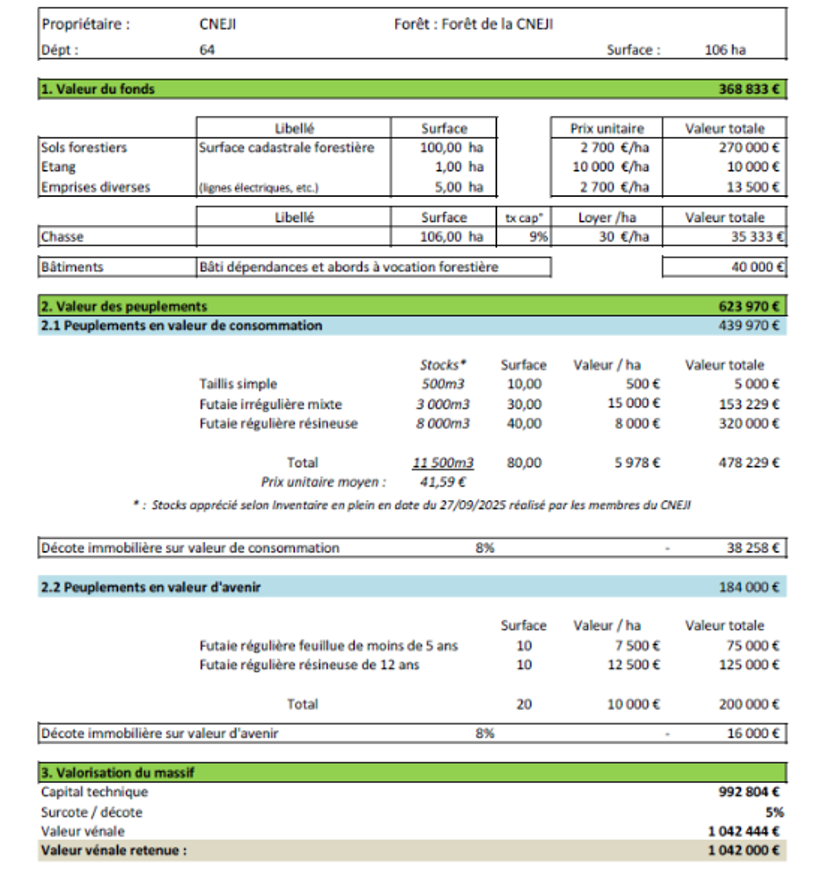 Propriétaire : CNEJI Forêt : Forêt de la CNEJI
Dépt : 64 Surface : 106 ha
1. Valeur du fonds 368 833 €
Libellé Surface Prix unitaire Valeur totale
Sols forestiers Surface cadastrale forestière 100,00 ha 2 700 €/ha 270 000 €
Etang 1,00 ha 10 000 €/ha 10 000 €
Emprises diverses (lignes électriques, etc.) 5,00 ha 2 700 €/ha 13 500 €
Libellé Surface tx cap* Loyer /ha Valeur totale
Chasse 106,00 ha 9% 30 €/ha 35 333 €
Bâtiments Bâti dépendances et abords à vocation forestière 40 000 €
2. Valeur des peuplements 623 970 €
2.1 Peuplements en valeur de consommation 439 970 €
Stocks* Surface Valeur / ha Valeur totale
Taillis simple 500m3 10,00 500 € 5 000 €
Futaie irrégulière mixte 3 000m3 30,00 15 000 € 153 229 €
Futaie régulière résineuse 8 000m3 40,00 8 000 € 320 000 €
Total 11 500m3 80,00 5 978 € 478 229 €
Prix unitaire moyen : 41,59 €
* : Stocks apprécié selon Inventaire en plein en date du 27/09/2025 réalisé par les membres du CNEJI
Décote immobilière sur valeur de consommation 8% - 38 258 €
2.2 Peuplements en valeur d'avenir 184 000 €
Surface Valeur / ha Valeur totale
Futaie régulière feuillue de moins de 5 ans 10 7 500 € 75 000 €
Futaie régulière résineuse de 12 ans 10 12 500 € 125 000 €
Total 20 10 000 € 200 000 €
Décote immobilière sur valeur d'avenir 8% - 16 000 €
3. Valorisation du massif
Capital technique 992 804 €
Surcote / décote 5%
Valeur vénale 1 042 444 €
Valeur vénale retenue : 1 042 000 €